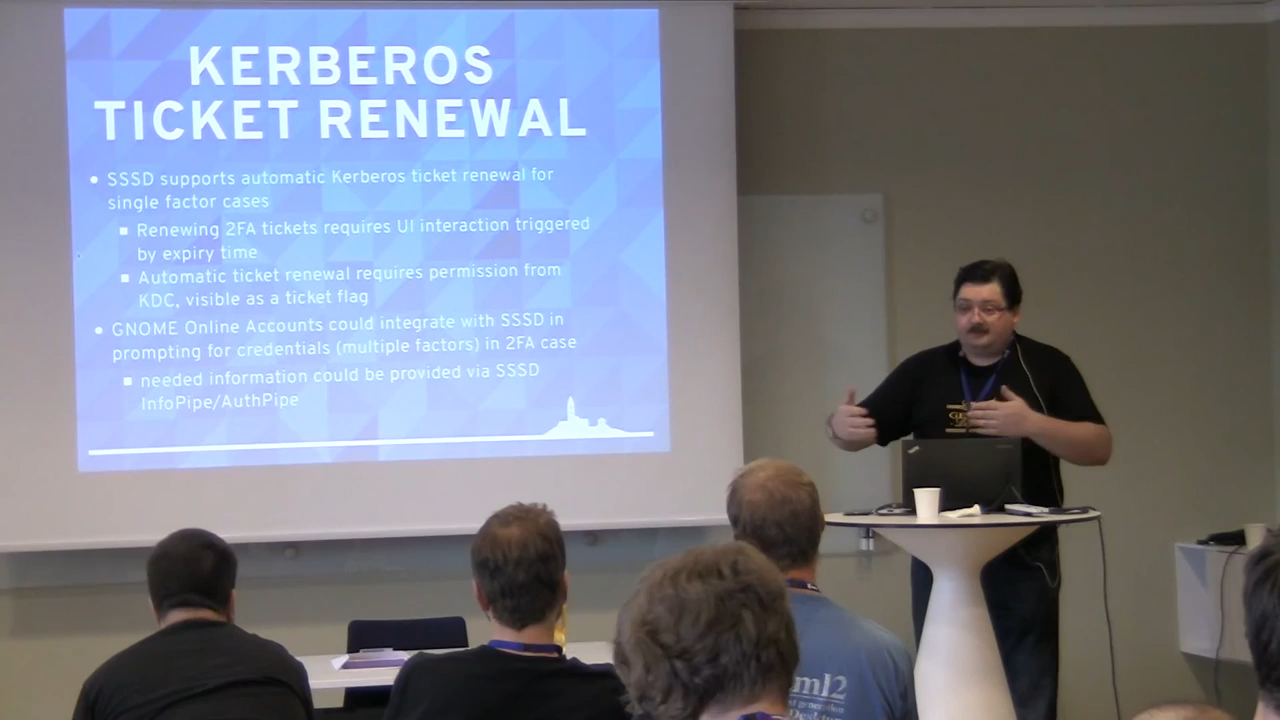 KERBEROS
TICKET RENEWAL
• SSSD supports automatic Kerberos ticket renewal for
single factor cases
▪ Renewing 2FA tickets requires UI interaction triggered
by expiry time
▪ Automatic ticket renewal requires permission from
KDC, visible as a ticket flag
• GNOME Online Accounts could integrate with SSSD in
prompting for credentials (multiple factors) in 2FA case
▪ needed information could be provided via SSSD
InfoPipe/AuthPipe
ml2
generation
Desktop